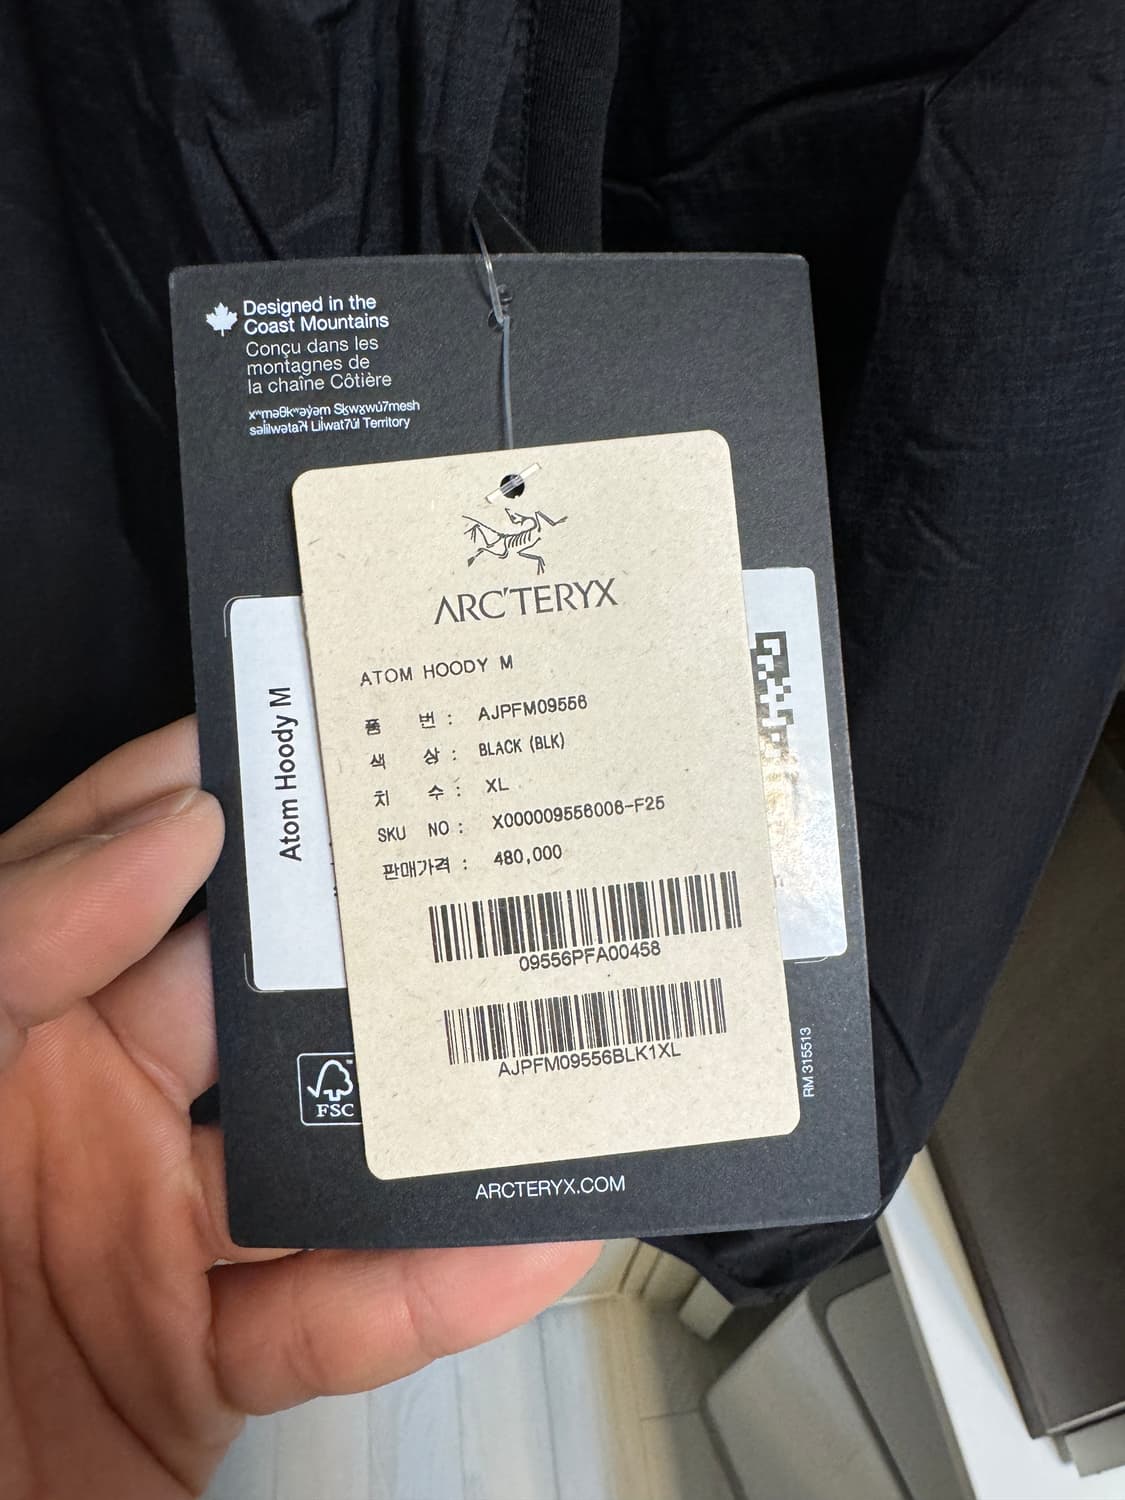 Designed in the
Coast Mountains
Conçu dans les
montagnes de
la chaîne Côtière
xʷməθkʷəy̓əm Sḵwx̱wú7mesh
səl̓ilwətaʔɬ Lilwat7úl Territory
ARC'TERYX
ATOM HOODY M
품 번 : AJPFM09556
색 상 : BLACK (BLK)
치 수 : XL
SKU NO : X000009556006-F25
판매가격 : 480,000
09556PFA00458
AJPFM09556BLK1XL
Atom Hoody M
FSC
RM 315513
ARCTERYX.COM